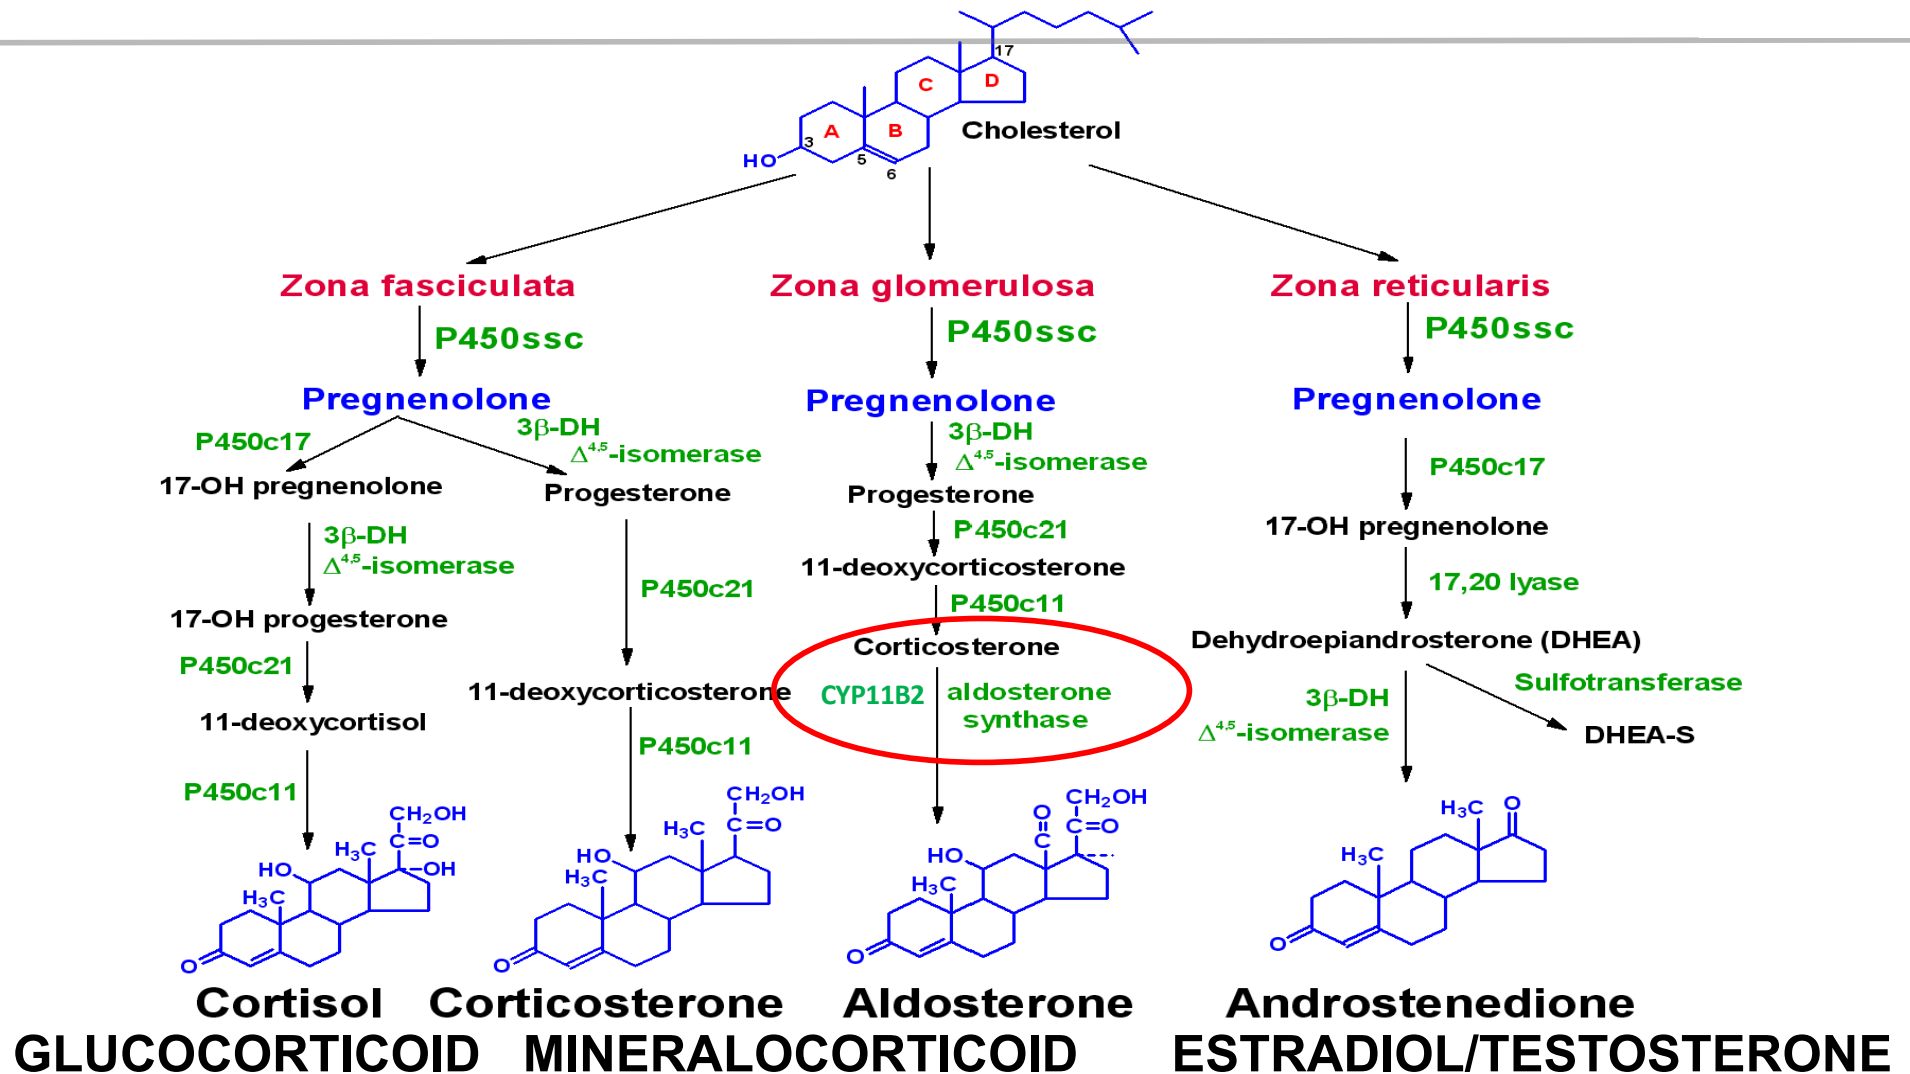 17
C
D
A
B
Cholesterol
3
HO
5
6
Zona fasciculata
Zona glomerulosa
Zona reticularis
P450ssc
P450ssc
P450ssc
Pregnenolone
Pregnenolone
Pregnenolone
P450c17
3β-DH
Δ4,5-isomerase
3β-DH
Δ4,5-isomerase
P450c17
17-OH pregnenolone
Progesterone
Progesterone
17-OH pregnenolone
3β-DH
Δ4,5-isomerase
P450c21
P450c21
11-deoxycorticosterone
17,20 lyase
17-OH progesterone
P450c11
Corticosterone
Dehydroepiandrosterone (DHEA)
P450c21
11-deoxycorticosterone
CYP11B2
aldosterone
synthase
3β-DH
Δ4,5-isomerase
Sulfotransferase
DHEA-S
11-deoxycortisol
P450c11
P450c11
CH2OH
C=O
H3C
HO
OH
H3C
O
CH2OH
C=O
H3C
HO
H3C
O
CH2OH
O
C=O
C
HO
H3C
O
H3C
O
H3C
O
Cortisol
Corticosterone
Aldosterone
Androstenedione
GLUCOCORTICOID
MINERALOCORTICOID
ESTRADIOL/TESTOSTERONE